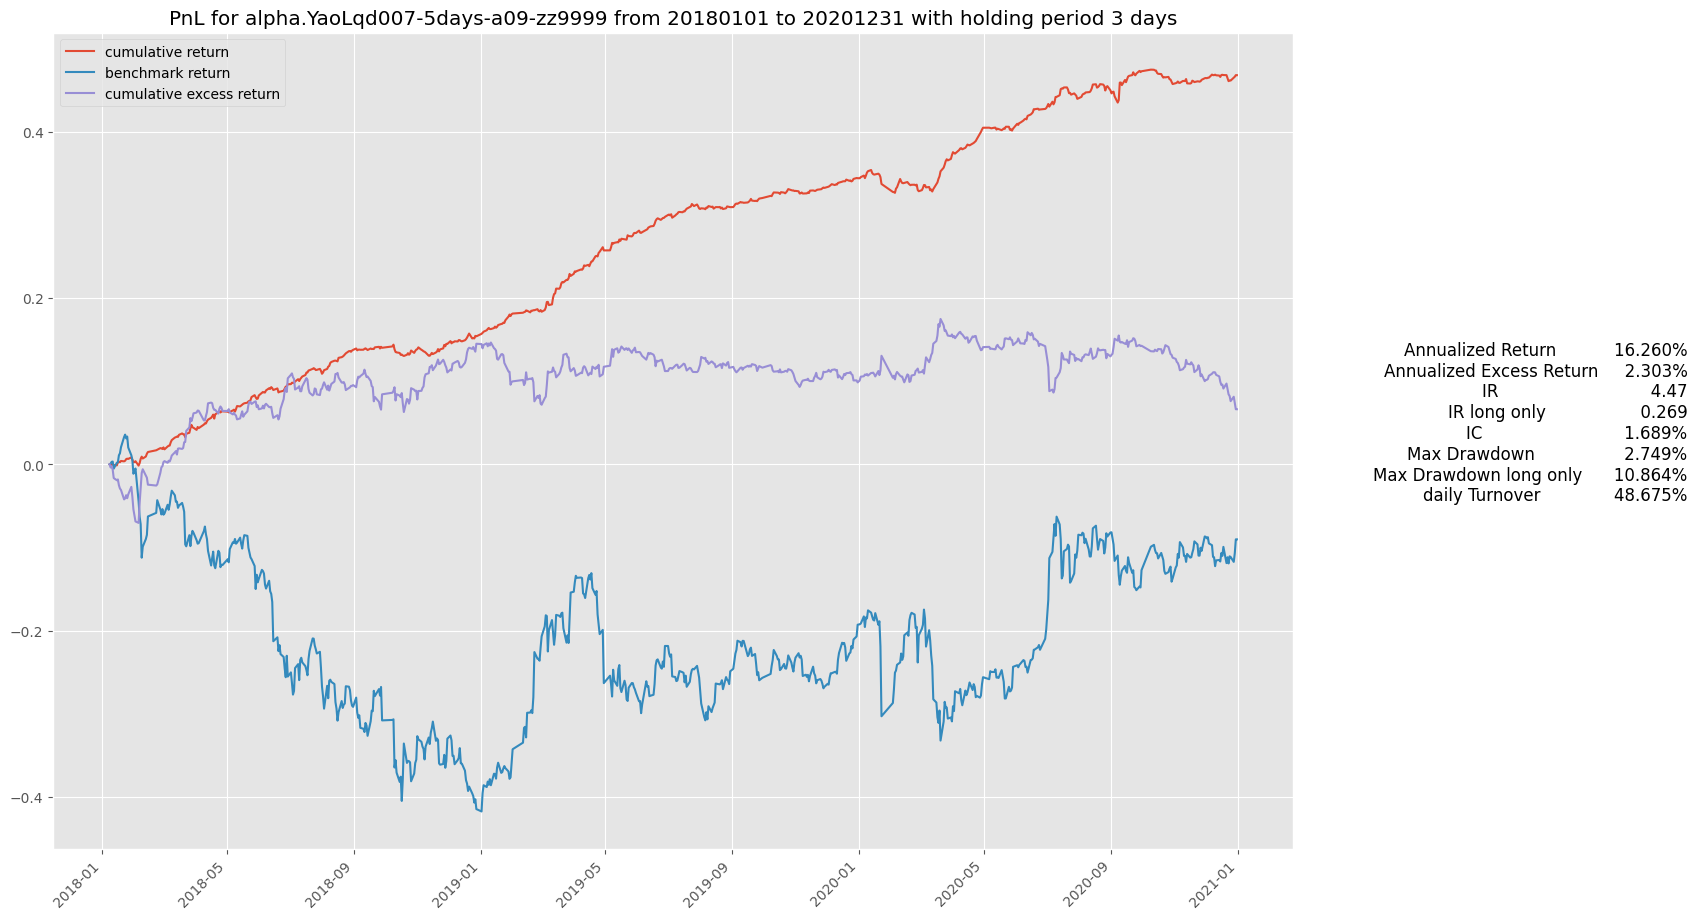 PnL for alpha.YaoLqd007-5days-a09-zz9999 from 20180101 to 20201231 with holding period 3 days
cumulative return
benchmark return
cumulative excess return
0.4
0.2
0.0
−0.2
−0.4
2018-01
2018-05
2018-09
2019-01
2019-05
2019-09
2020-01
2020-05
2020-09
2021-01
Annualized Return 16.260%
Annualized Excess Return 2.303%
IR 4.47
IR long only 0.269
IC 1.689%
Max Drawdown 2.749%
Max Drawdown long only 10.864%
daily Turnover 48.675%